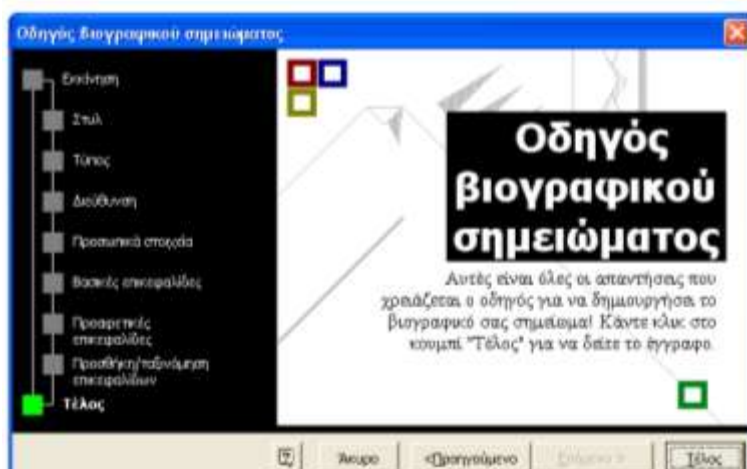 Οδηγός βιογραφικού σημειώματος
Εκκίνηση
Στυλ
Τύπος
Διεύθυνση
Προσωπικά στοιχεία
Βασικές επικεφαλίδες
Προαιρετικές
επικεφαλίδες
Προσθήκη/ταξινόμηση
επικεφαλίδων
Τέλος
Οδηγός
βιογραφικού
σημειώματος
Αυτές είναι όλες οι απαντήσεις που
χρειάζεται ο οδηγός για να δημιουργήσει το
βιογραφικό σας σημείωμα! Κάντε κλικ στο
κουμπί "Τέλος" για να δείτε το έγγραφο.
Άκυρο
<Προηγούμενο
Επόμενο >
Τέλος